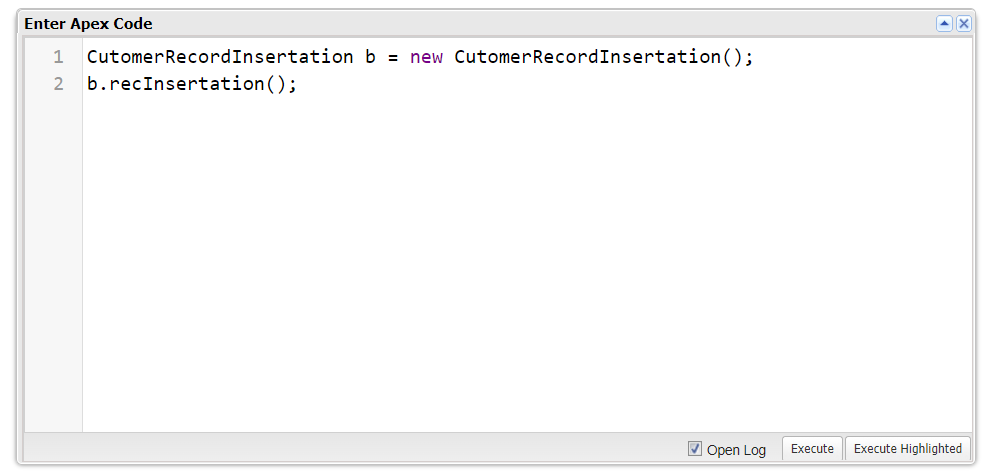 Enter Apex Code
1 CutomerRecordInsertation b = new CutomerRecordInsertation();
2 b.recInsertation();
Open Log Execute Execute Highlighted